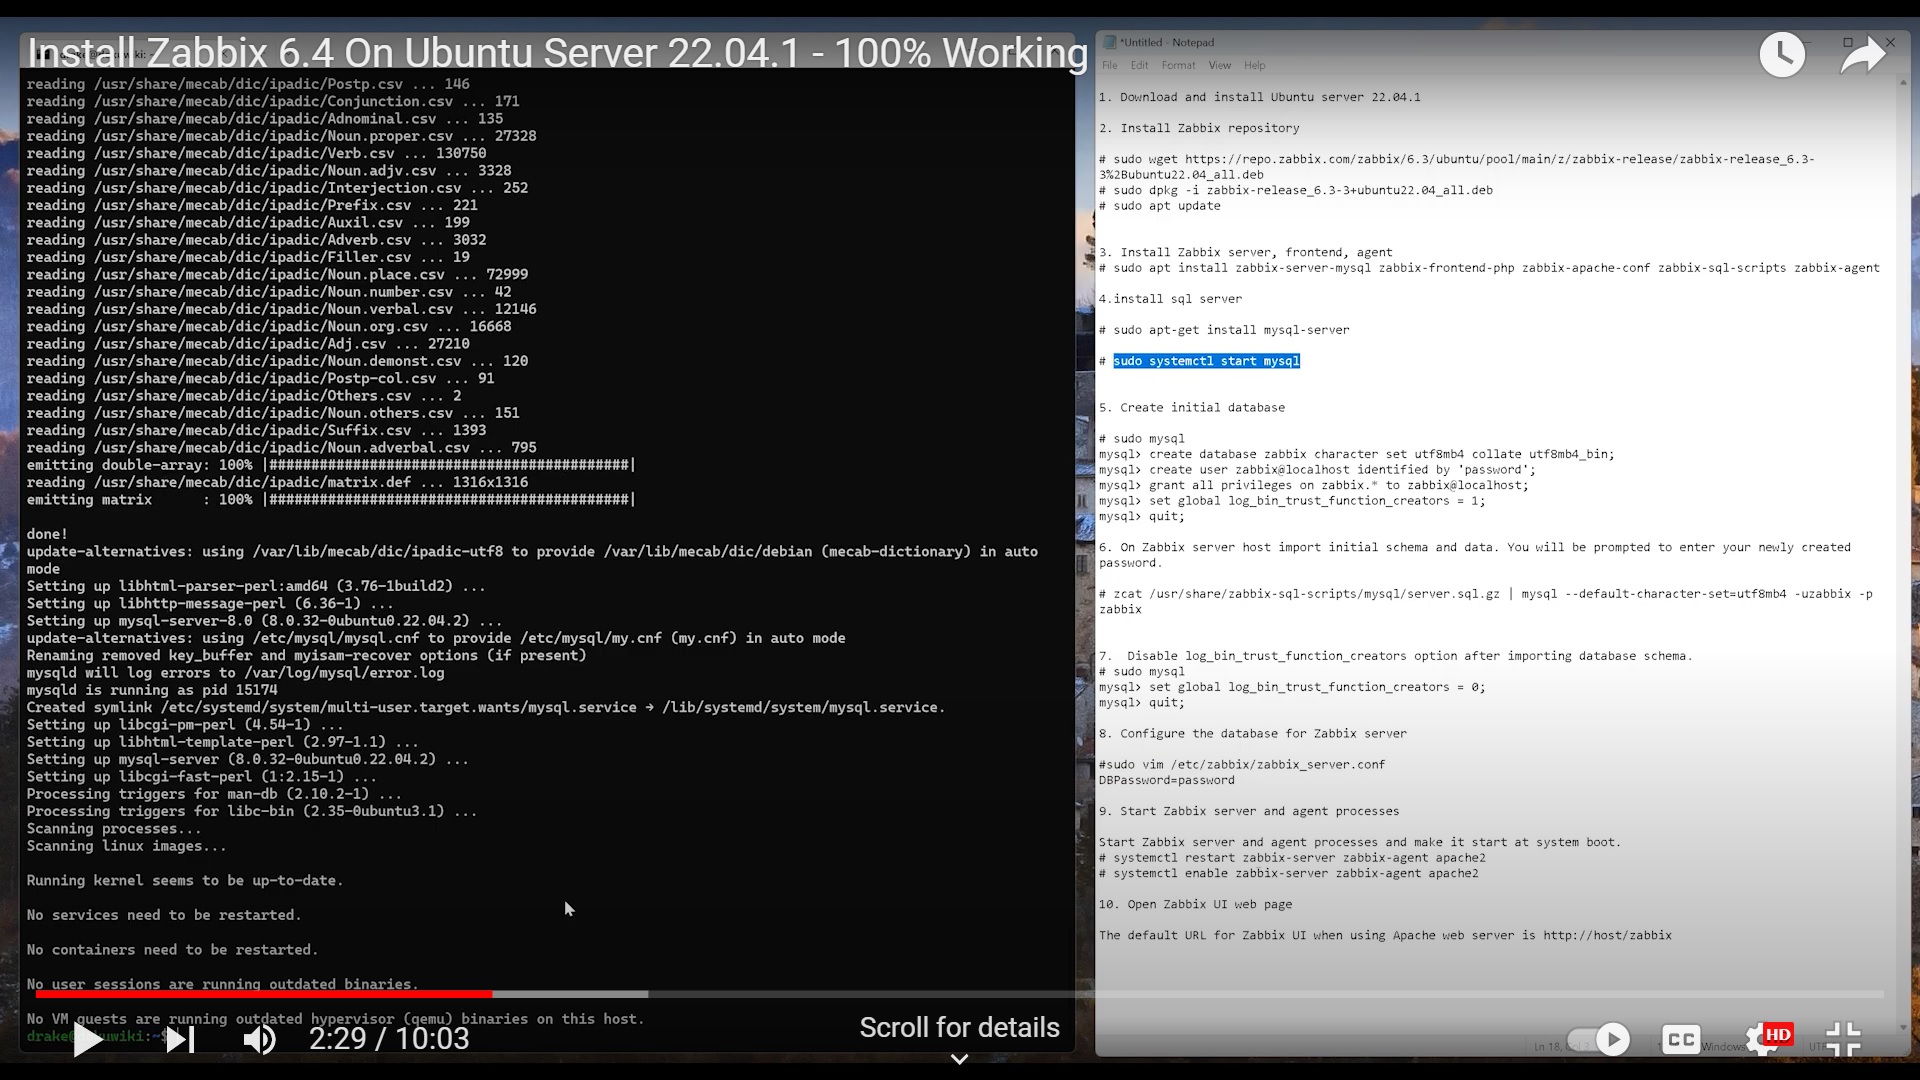 Install Zabbix 6.4 On Ubuntu Server 22.04.1 - 100% Working
reading /usr/share/mecab/dic/ipadic/Postp.csv ... 146
reading /usr/share/mecab/dic/ipadic/Conjunction.csv ... 171
reading /usr/share/mecab/dic/ipadic/Adnominal.csv ... 135
reading /usr/share/mecab/dic/ipadic/Noun.proper.csv ... 27328
reading /usr/share/mecab/dic/ipadic/Verb.csv ... 130750
reading /usr/share/mecab/dic/ipadic/Noun.adjv.csv ... 3328
reading /usr/share/mecab/dic/ipadic/Interjection.csv ... 252
reading /usr/share/mecab/dic/ipadic/Prefix.csv ... 221
reading /usr/share/mecab/dic/ipadic/Auxil.csv ... 199
reading /usr/share/mecab/dic/ipadic/Adverb.csv ... 3032
reading /usr/share/mecab/dic/ipadic/Filler.csv ... 19
reading /usr/share/mecab/dic/ipadic/Noun.place.csv ... 72999
reading /usr/share/mecab/dic/ipadic/Noun.number.csv ... 42
reading /usr/share/mecab/dic/ipadic/Noun.verbal.csv ... 12146
reading /usr/share/mecab/dic/ipadic/Noun.org.csv ... 16668
reading /usr/share/mecab/dic/ipadic/Adj.csv ... 27210
reading /usr/share/mecab/dic/ipadic/Noun.demonst.csv ... 120
reading /usr/share/mecab/dic/ipadic/Postp-col.csv ... 91
reading /usr/share/mecab/dic/ipadic/Others.csv ... 2
reading /usr/share/mecab/dic/ipadic/Noun.others.csv ... 151
reading /usr/share/mecab/dic/ipadic/Suffix.csv ... 1393
reading /usr/share/mecab/dic/ipadic/Noun.adverbal.csv ... 795
emitting double-array: 100% |###########################################|
reading /usr/share/mecab/dic/ipadic/matrix.def ... 1316x1316
emitting matrix      : 100% |###########################################|
done!
update-alternatives: using /var/lib/mecab/dic/ipadic-utf8 to provide /var/lib/mecab/dic/debian (mecab-dictionary) in auto
mode
Setting up libhtml-parser-perl:amd64 (3.76-1build2) ...
Setting up libhttp-message-perl (6.36-1) ...
Setting up mysql-server-8.0 (8.0.32-0ubuntu0.22.04.2) ...
update-alternatives: using /etc/mysql/mysql.cnf to provide /etc/mysql/my.cnf (my.cnf) in auto mode
Renaming removed key_buffer and myisam-recover options (if present)
mysqld will log errors to /var/log/mysql/error.log
mysqld is running as pid 15174
Created symlink /etc/systemd/system/multi-user.target.wants/mysql.service → /lib/systemd/system/mysql.service.
Setting up libcgi-pm-perl (4.54-1) ...
Setting up libhtml-template-perl (2.97-1.1) ...
Setting up mysql-server (8.0.32-0ubuntu0.22.04.2) ...
Setting up libcgi-fast-perl (1:2.15-1) ...
Processing triggers for man-db (2.10.2-1) ...
Processing triggers for libc-bin (2.35-0ubuntu3.1) ...
Scanning processes...
Scanning linux images...
Running kernel seems to be up-to-date.
No services need to be restarted.
No containers need to be restarted.
No user sessions are running outdated binaries.
No VM guests are running outdated hypervisor (qemu) binaries on this host.
2:29 / 10:03
Scroll for details
*Untitled - Notepad
File Edit Format View Help
1. Download and install Ubuntu server 22.04.1
2. Install Zabbix repository
# sudo wget https://repo.zabbix.com/zabbix/6.3/ubuntu/pool/main/z/zabbix-release/zabbix-release_6.3-
3%2Bubuntu22.04_all.deb
# sudo dpkg -i zabbix-release_6.3-3+ubuntu22.04_all.deb
# sudo apt update
3. Install Zabbix server, frontend, agent
# sudo apt install zabbix-server-mysql zabbix-frontend-php zabbix-apache-conf zabbix-sql-scripts zabbix-agent
4.install sql server
# sudo apt-get install mysql-server
# sudo systemctl start mysql
5. Create initial database
# sudo mysql
mysql> create database zabbix character set utf8mb4 collate utf8mb4_bin;
mysql> create user zabbix@localhost identified by 'password';
mysql> grant all privileges on zabbix.* to zabbix@localhost;
mysql> set global log_bin_trust_function_creators = 1;
mysql> quit;
6. On Zabbix server host import initial schema and data. You will be prompted to enter your newly created
password.
# zcat /usr/share/zabbix-sql-scripts/mysql/server.sql.gz | mysql --default-character-set=utf8mb4 -uzabbix -p
zabbix
7.  Disable log_bin_trust_function_creators option after importing database schema.
# sudo mysql
mysql> set global log_bin_trust_function_creators = 0;
mysql> quit;
8. Configure the database for Zabbix server
#sudo vim /etc/zabbix/zabbix_server.conf
DBPassword=password
9. Start Zabbix server and agent processes
Start Zabbix server and agent processes and make it start at system boot.
# systemctl restart zabbix-server zabbix-agent apache2
# systemctl enable zabbix-server zabbix-agent apache2
10. Open Zabbix UI web page
The default URL for Zabbix UI when using Apache web server is http://host/zabbix
CC HD